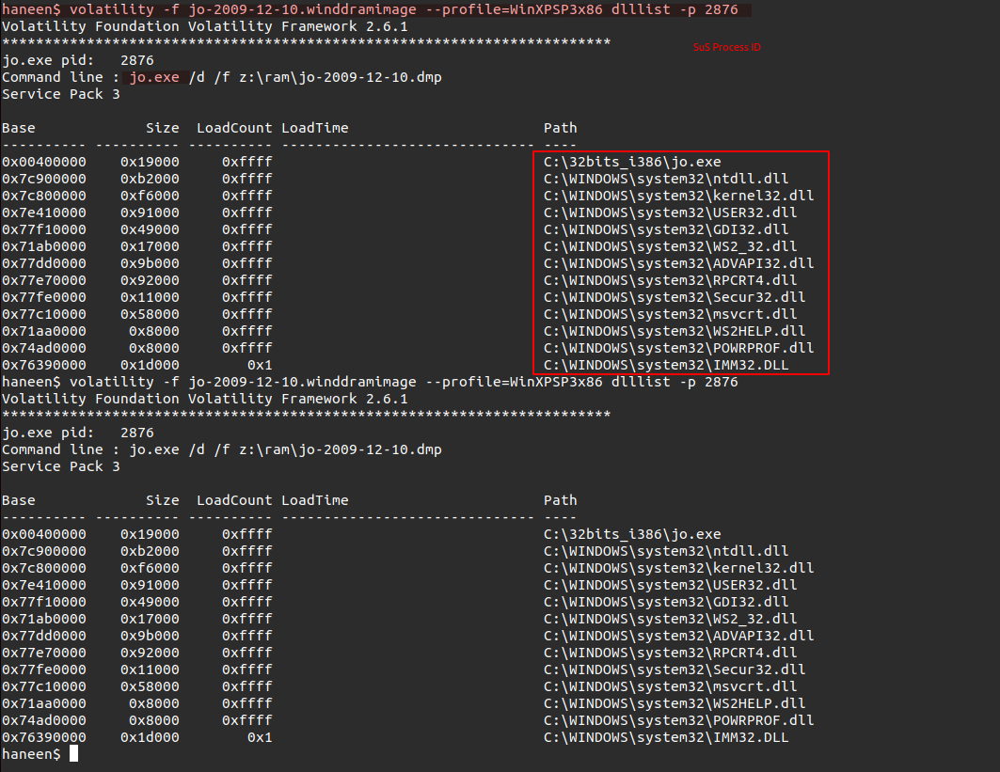 haneen$ volatility -f jo-2009-12-10.winddramimage --profile=WinXPSP3x86 dlllist -p 2876
Volatility Foundation Volatility Framework 2.6.1
************************************************************************
SuS Process ID
jo.exe pid:   2876
Command line : jo.exe /d /f z:\ram\jo-2009-12-10.dmp
Service Pack 3

Base             Size  LoadCount LoadTime                       Path
---------- ---------- ---------- ------------------------------ ----
0x00400000    0x19000     0xffff                                C:\32bits_i386\jo.exe
0x7c900000    0xb2000     0xffff                                C:\WINDOWS\system32\ntdll.dll
0x7c800000    0xf6000     0xffff                                C:\WINDOWS\system32\kernel32.dll
0x7e410000    0x91000     0xffff                                C:\WINDOWS\system32\USER32.dll
0x77f10000    0x49000     0xffff                                C:\WINDOWS\system32\GDI32.dll
0x71ab0000    0x17000     0xffff                                C:\WINDOWS\system32\WS2_32.dll
0x77dd0000    0x9b000     0xffff                                C:\WINDOWS\system32\ADVAPI32.dll
0x77e70000    0x92000     0xffff                                C:\WINDOWS\system32\RPCRT4.dll
0x77fe0000    0x11000     0xffff                                C:\WINDOWS\system32\Secur32.dll
0x77c10000    0x58000     0xffff                                C:\WINDOWS\system32\msvcrt.dll
0x71aa0000     0x8000     0xffff                                C:\WINDOWS\system32\WS2HELP.dll
0x74ad0000     0x8000     0xffff                                C:\WINDOWS\system32\POWRPROF.dll
0x76390000    0x1d000        0x1                                C:\WINDOWS\system32\IMM32.DLL
haneen$ volatility -f jo-2009-12-10.winddramimage --profile=WinXPSP3x86 dlllist -p 2876
Volatility Foundation Volatility Framework 2.6.1
************************************************************************
jo.exe pid:   2876
Command line : jo.exe /d /f z:\ram\jo-2009-12-10.dmp
Service Pack 3

Base             Size  LoadCount LoadTime                       Path
---------- ---------- ---------- ------------------------------ ----
0x00400000    0x19000     0xffff                                C:\32bits_i386\jo.exe
0x7c900000    0xb2000     0xffff                                C:\WINDOWS\system32\ntdll.dll
0x7c800000    0xf6000     0xffff                                C:\WINDOWS\system32\kernel32.dll
0x7e410000    0x91000     0xffff                                C:\WINDOWS\system32\USER32.dll
0x77f10000    0x49000     0xffff                                C:\WINDOWS\system32\GDI32.dll
0x71ab0000    0x17000     0xffff                                C:\WINDOWS\system32\WS2_32.dll
0x77dd0000    0x9b000     0xffff                                C:\WINDOWS\system32\ADVAPI32.dll
0x77e70000    0x92000     0xffff                                C:\WINDOWS\system32\RPCRT4.dll
0x77fe0000    0x11000     0xffff                                C:\WINDOWS\system32\Secur32.dll
0x77c10000    0x58000     0xffff                                C:\WINDOWS\system32\msvcrt.dll
0x71aa0000     0x8000     0xffff                                C:\WINDOWS\system32\WS2HELP.dll
0x74ad0000     0x8000     0xffff                                C:\WINDOWS\system32\POWRPROF.dll
0x76390000    0x1d000        0x1                                C:\WINDOWS\system32\IMM32.DLL
haneen$